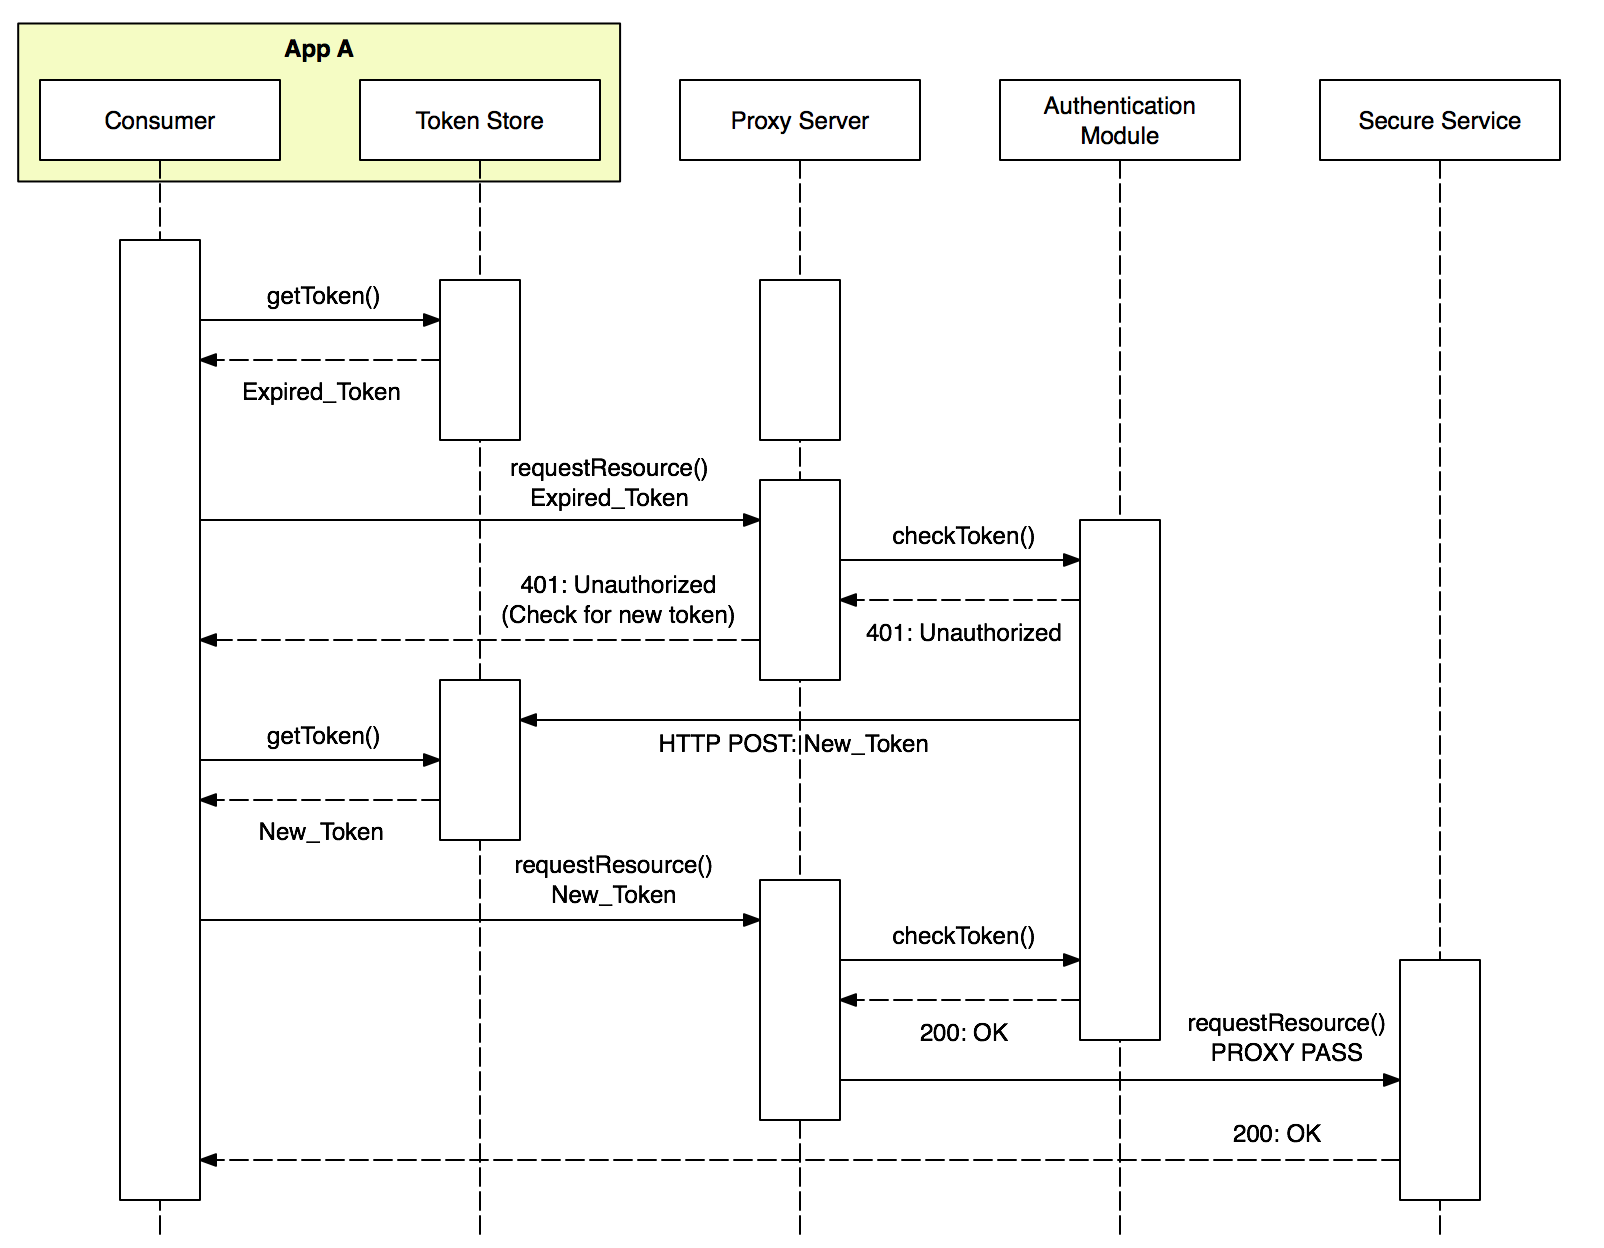 App A
Consumer
Token Store
Proxy Server
Authentication
Module
Secure Service
getToken()
Expired_Token
requestResource()
Expired_Token
checkToken()
401: Unauthorized
(Check for new token)
401: Unauthorized
getToken()
HTTP POST: New_Token
New_Token
requestResource()
New_Token
checkToken()
200: OK
requestResource()
PROXY PASS
200: OK